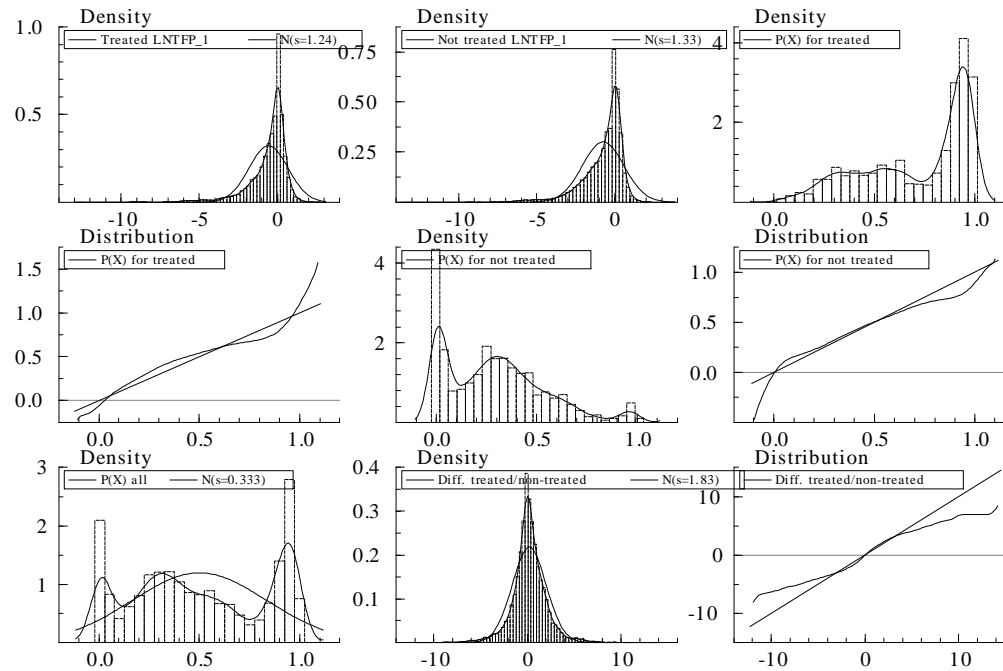 Density
Treated LNTFP_1 N(s=1.24)
1.0
0.5
-10 -5 0
Density
Not treated LNTFP_1 N(s=1.33)
0.75
0.50
0.25
-10 -5 0
Density
P(X) for treated
4
2
0.0 0.5 1.0
Distribution
P(X) for treated
1.5
1.0
0.5
0.0
0.0 0.5 1.0
Density
P(X) for not treated
4
2
0.0 0.5 1.0
Distribution
P(X) for not treated
1.0
0.5
0.0
0.0 0.5 1.0
Density
P(X) all N(s=0.333)
3
2
1
0.0 0.5 1.0
Density
Diff. treated/non-treated N(s=1.83)
0.4
0.3
0.2
0.1
-10 0 10
Distribution
Diff. treated/non-treated
10
0
-10
-10 0 10